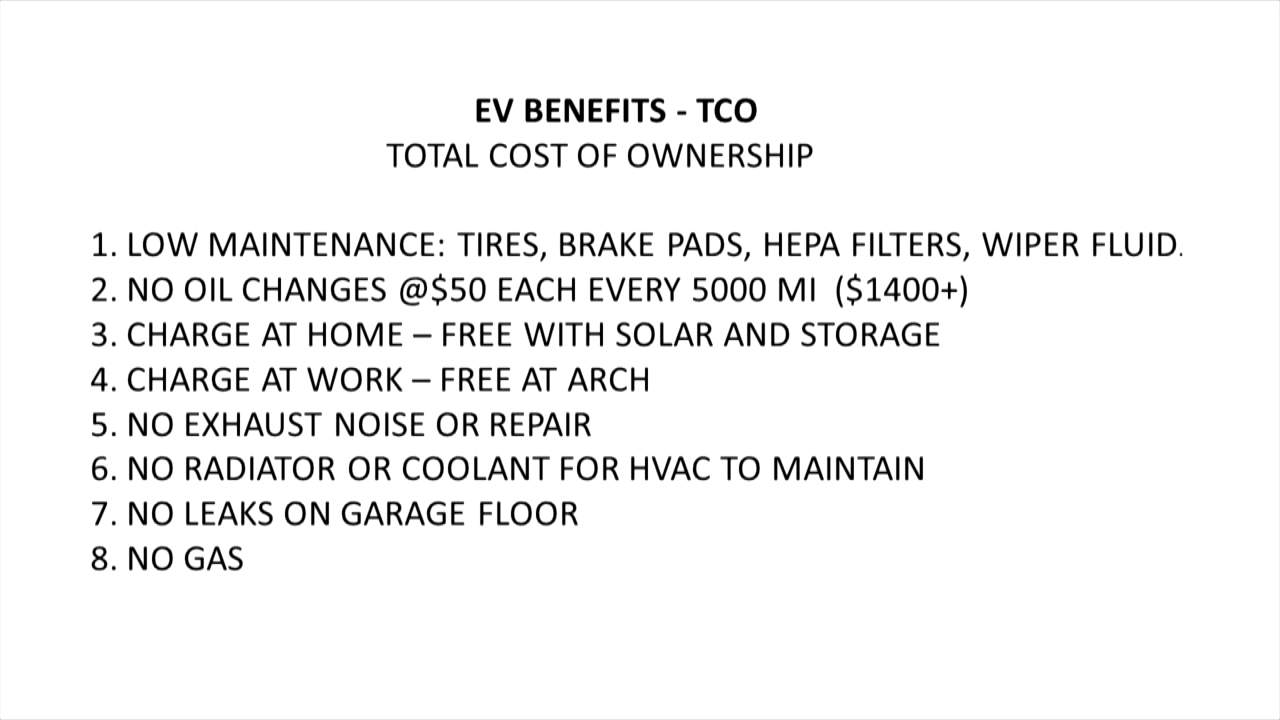 EV BENEFITS - TCO
TOTAL COST OF OWNERSHIP
1. LOW MAINTENANCE: TIRES, BRAKE PADS, HEPA FILTERS, WIPER FLUID.
2. NO OIL CHANGES @$50 EACH EVERY 5000 MI ($1400+)
3. CHARGE AT HOME – FREE WITH SOLAR AND STORAGE
4. CHARGE AT WORK – FREE AT ARCH
5. NO EXHAUST NOISE OR REPAIR
6. NO RADIATOR OR COOLANT FOR HVAC TO MAINTAIN
7. NO LEAKS ON GARAGE FLOOR
8. NO GAS